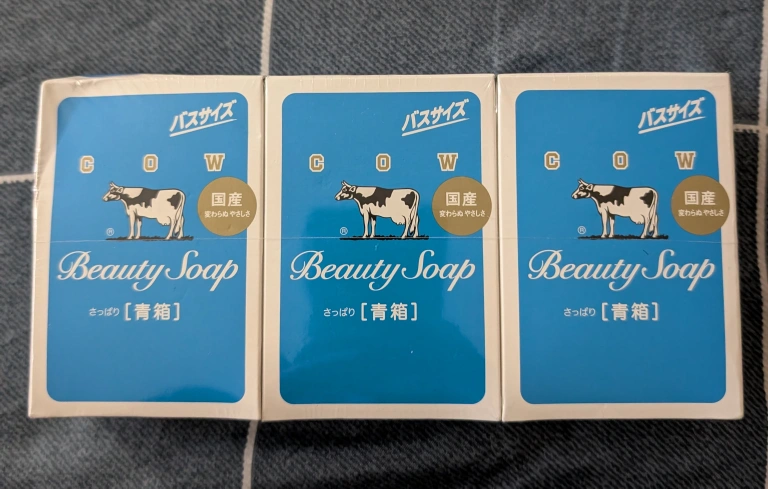 バスサイズ
COW
国産
変わらぬ やさしさ
®
Beauty Soap
さっぱり [青箱]
バスサイズ
COW
国産
変わらぬ やさしさ
®
Beauty Soap
さっぱり [青箱]
バスサイズ
COW
国産
変わらぬ やさしさ
®
Beauty Soap
さっぱり [青箱]